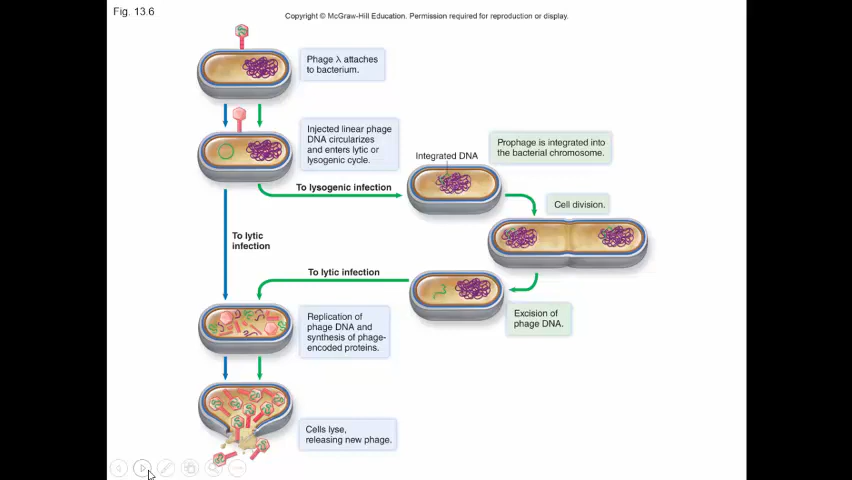 Fig. 13.6
Copyright © McGraw-Hill Education. Permission required for reproduction or display.
Phage λ attaches
to bacterium.
Injected linear phage
DNA circularizes
and enters lytic or
lysogenic cycle.
Integrated DNA
Prophage is integrated into
the bacterial chromosome.
To lysogenic infection
Cell division.
To lytic
infection
To lytic infection
Excision of
phage DNA.
Replication of
phage DNA and
synthesis of phage-
encoded proteins.
Cells lyse,
releasing new phage.